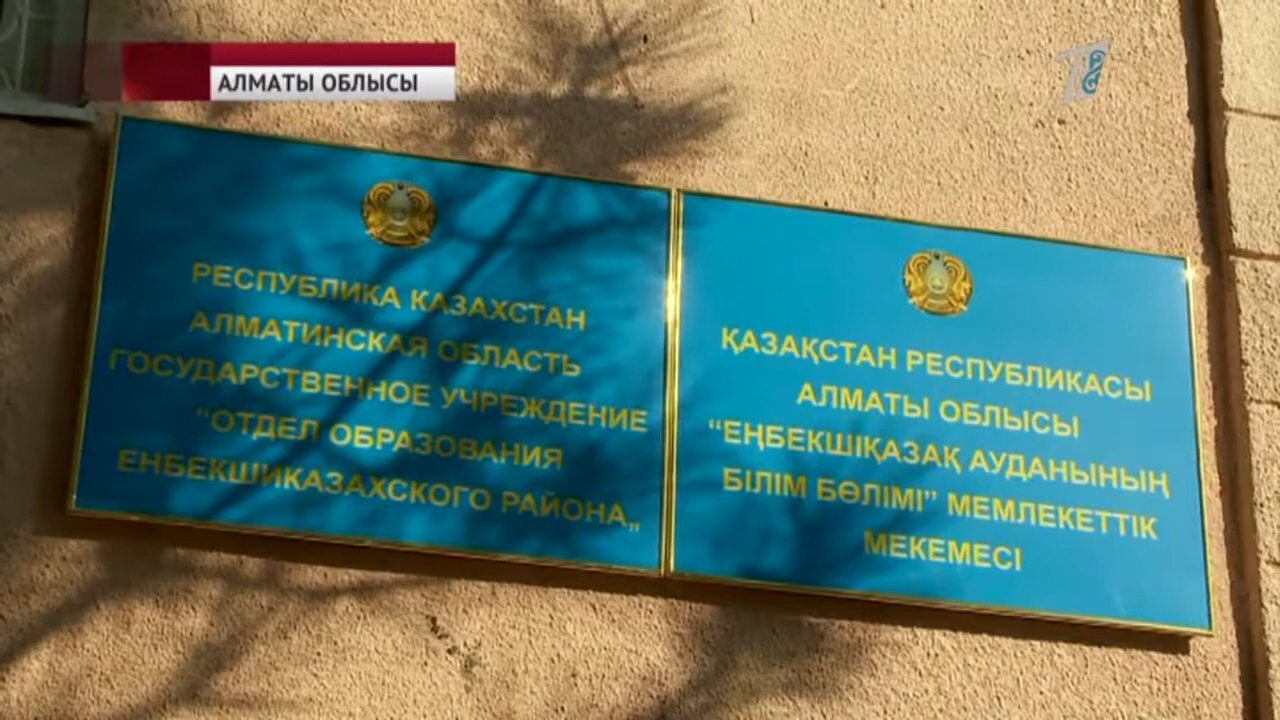 АЛМАТЫ ОБЛЫСЫ
РЕСПУБЛИКА КАЗАХСТАН
АЛМАТИНСКАЯ ОБЛАСТЬ
ГОСУДАРСТВЕННОЕ УЧРЕЖДЕНИЕ
“ОТДЕЛ ОБРАЗОВАНИЯ
ЕНБЕКШИКАЗАХСКОГО РАЙОНА„
ҚАЗАҚСТАН РЕСПУБЛИКАСЫ
АЛМАТЫ ОБЛЫСЫ
“ЕҢБЕКШІҚАЗАҚ АУДАНЫНЫҢ
БІЛІМ БӨЛІМІ” МЕМЛЕКЕТТІК
МЕКЕМЕСІ